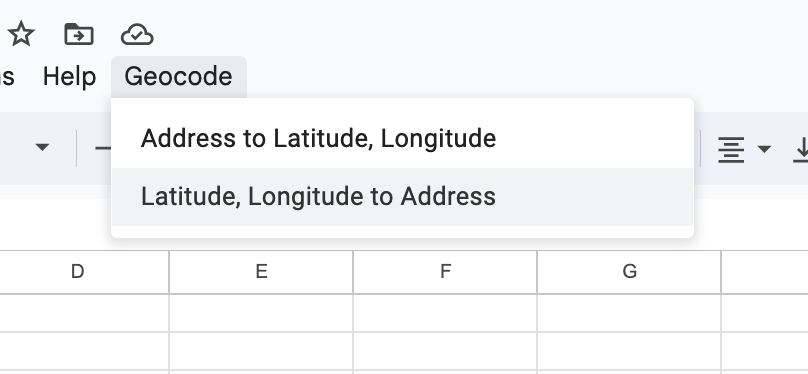 s Help Geocode
Address to Latitude, Longitude
Latitude, Longitude to Address
D E F G